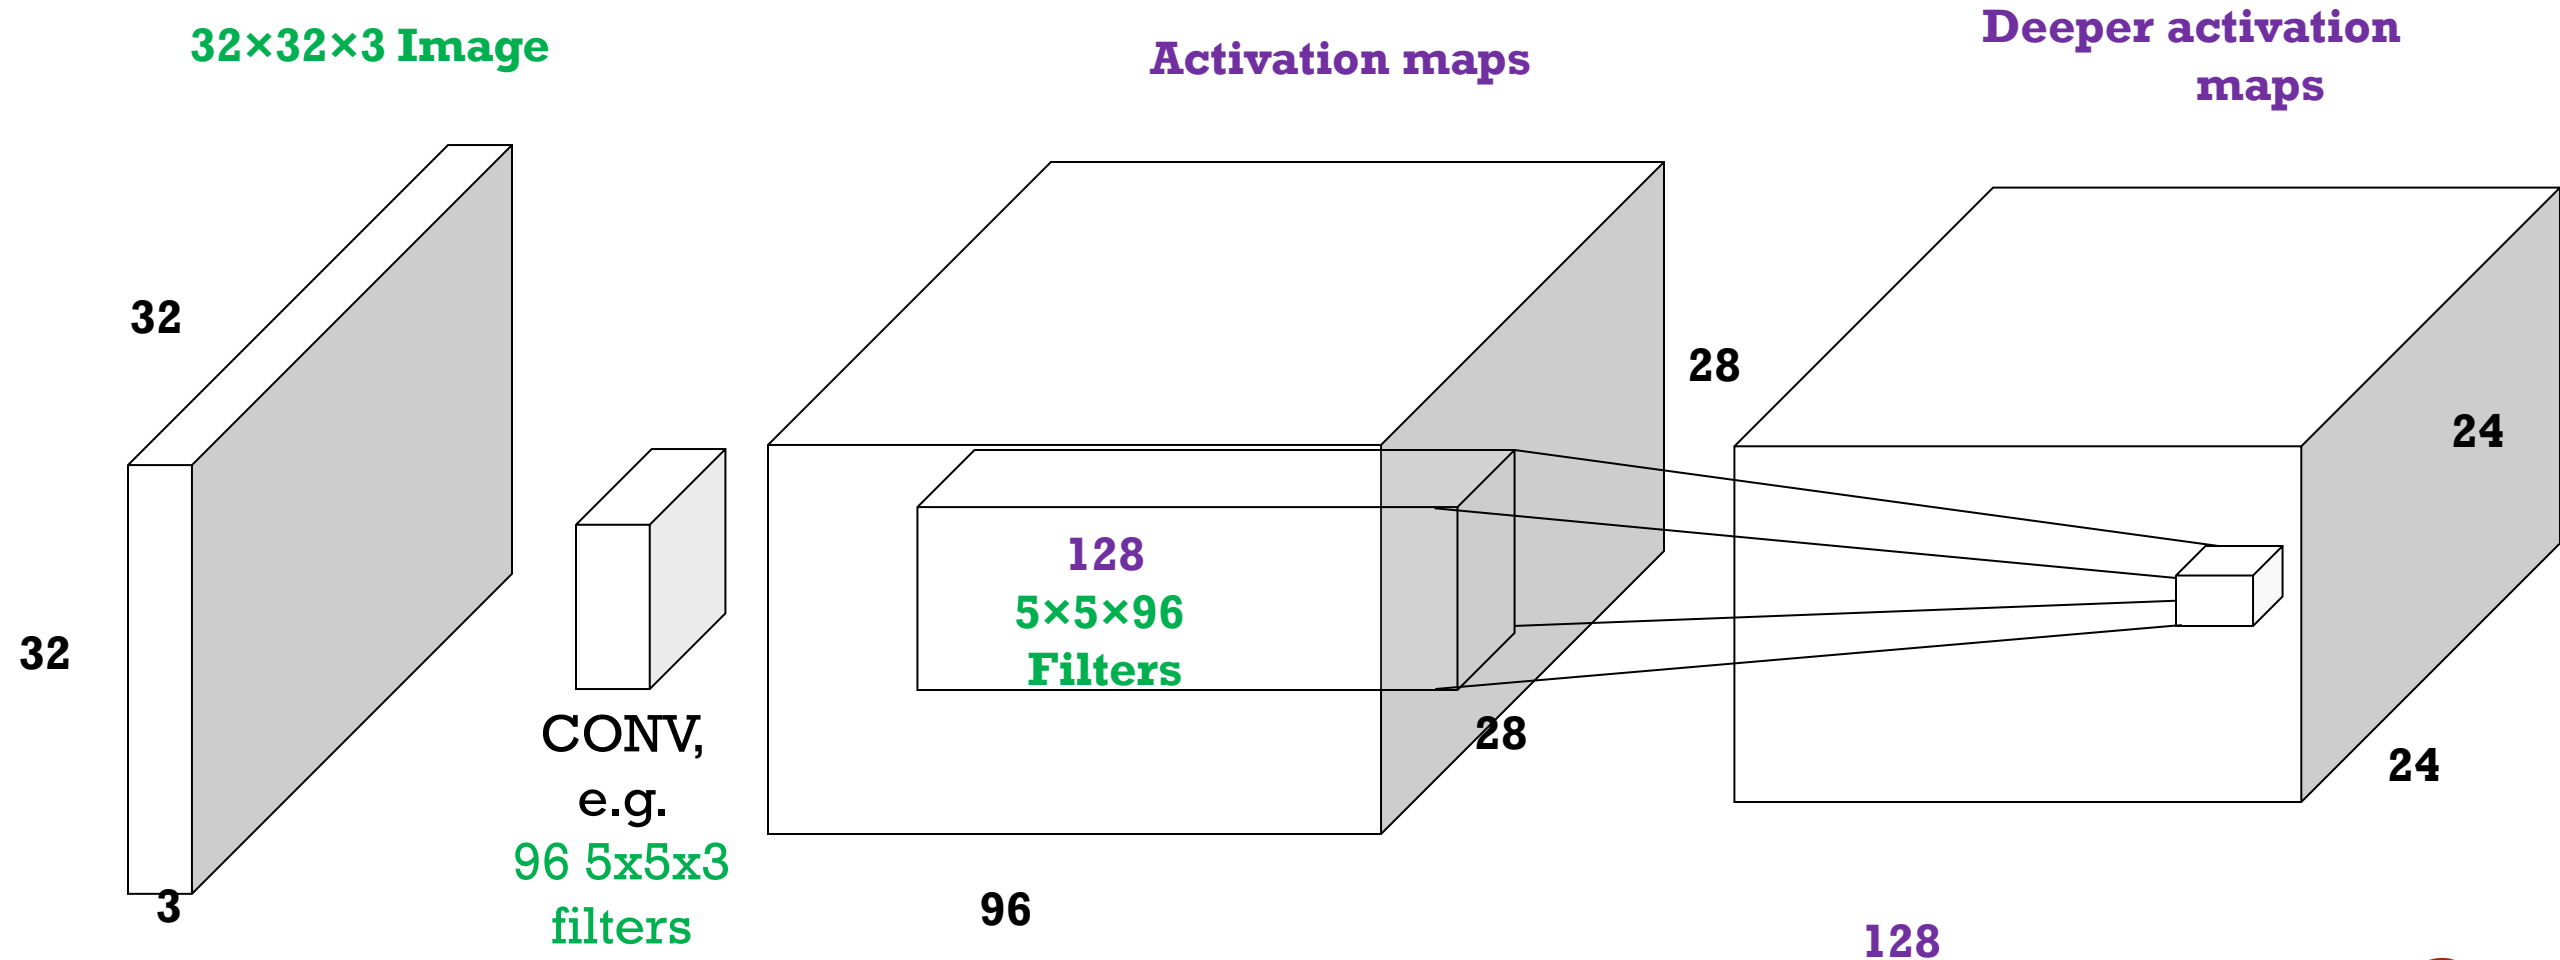 32×32×3 Image
Activation maps
Deeper activation
maps
32
32
3
CONV,
e.g.
96 5x5x3
filters
128
5×5×96
Filters
28
28
96
24
24
128